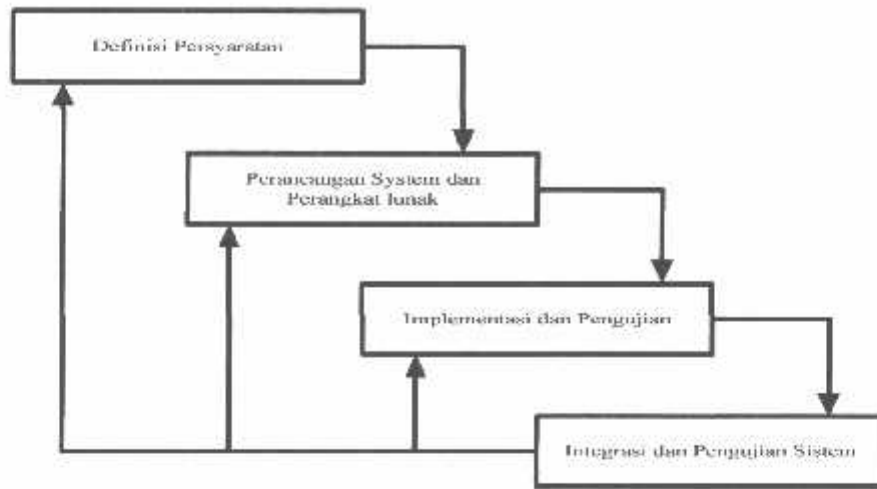 Definisi Persyaratan
Perancangan System dan
Perangkat lunak
Implementasi dan Pengujian
Integrasi dan Pengujian Sistem